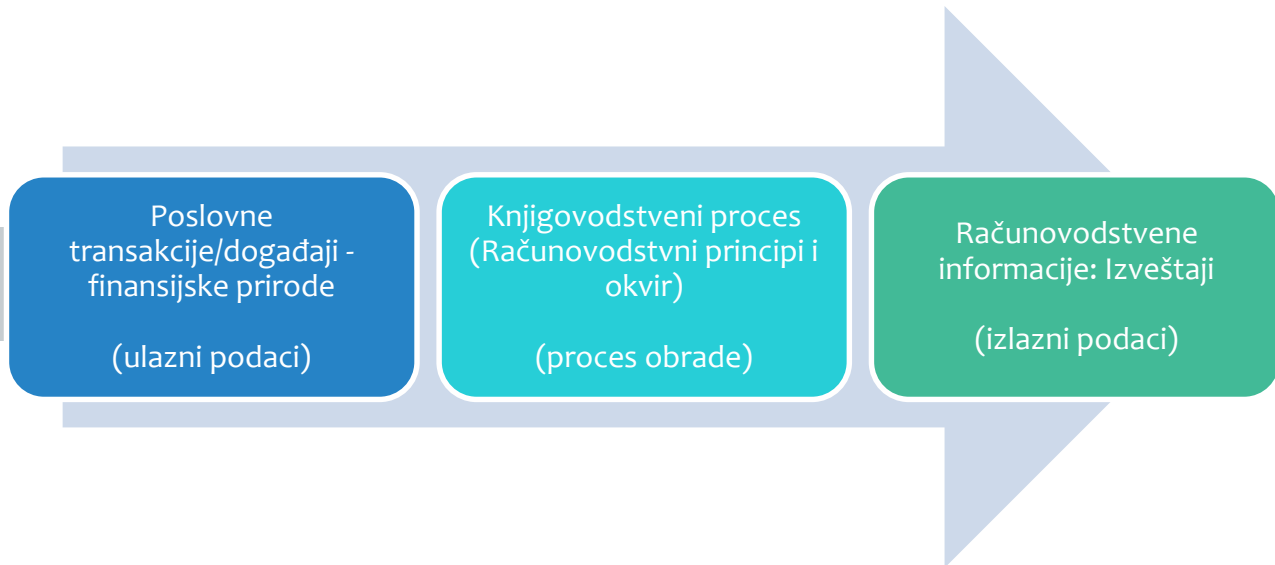 Poslovne
transakcije/događaji -
finansijske prirode
(ulazni podaci)
Knjigovodstveni proces
(Računovodstvni principi i
okvir)
(proces obrade)
Računovodstvene
informacije: Izveštaji
(izlazni podaci)